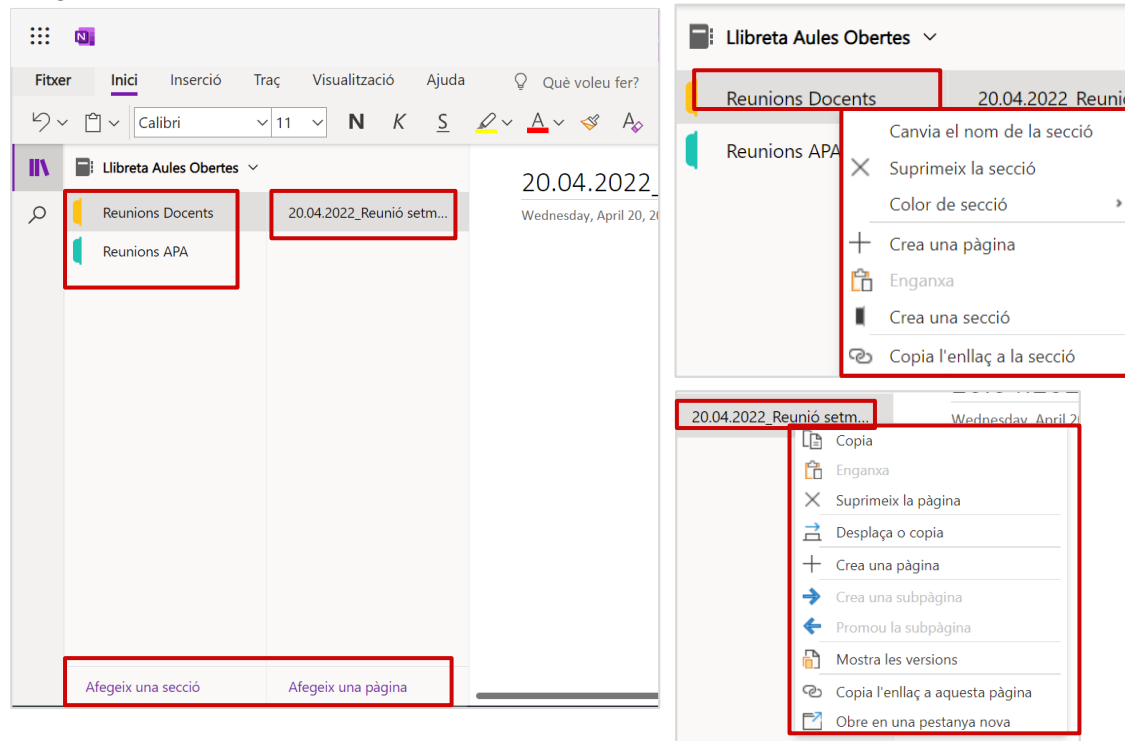 Fitxer Inici Inserció Traç Visualització Ajuda Què voleu fer?
Calibri 11 N K S A A
Llibreta Aules Obertes
Reunions Docents
Reunions APA
20.04.2022_Reunió setm...
20.04.2022_
Wednesday, April 20, 20
Afegeix una secció
Afegeix una pàgina
Llibreta Aules Obertes
Reunions Docents
20.04.2022_Reunió
Reunions APA
Canvia el nom de la secció
Suprimeix la secció
Color de secció
Crea una pàgina
Enganxa
Crea una secció
Copia l'enllaç a la secció
20.04.2022_Reunió setm...
Wednesday, April 20
Copia
Enganxa
Suprimeix la pàgina
Desplaça o copia
Crea una pàgina
Crea una subpàgina
Promou la subpàgina
Mostra les versions
Copia l'enllaç a aquesta pàgina
Obre en una pestanya nova